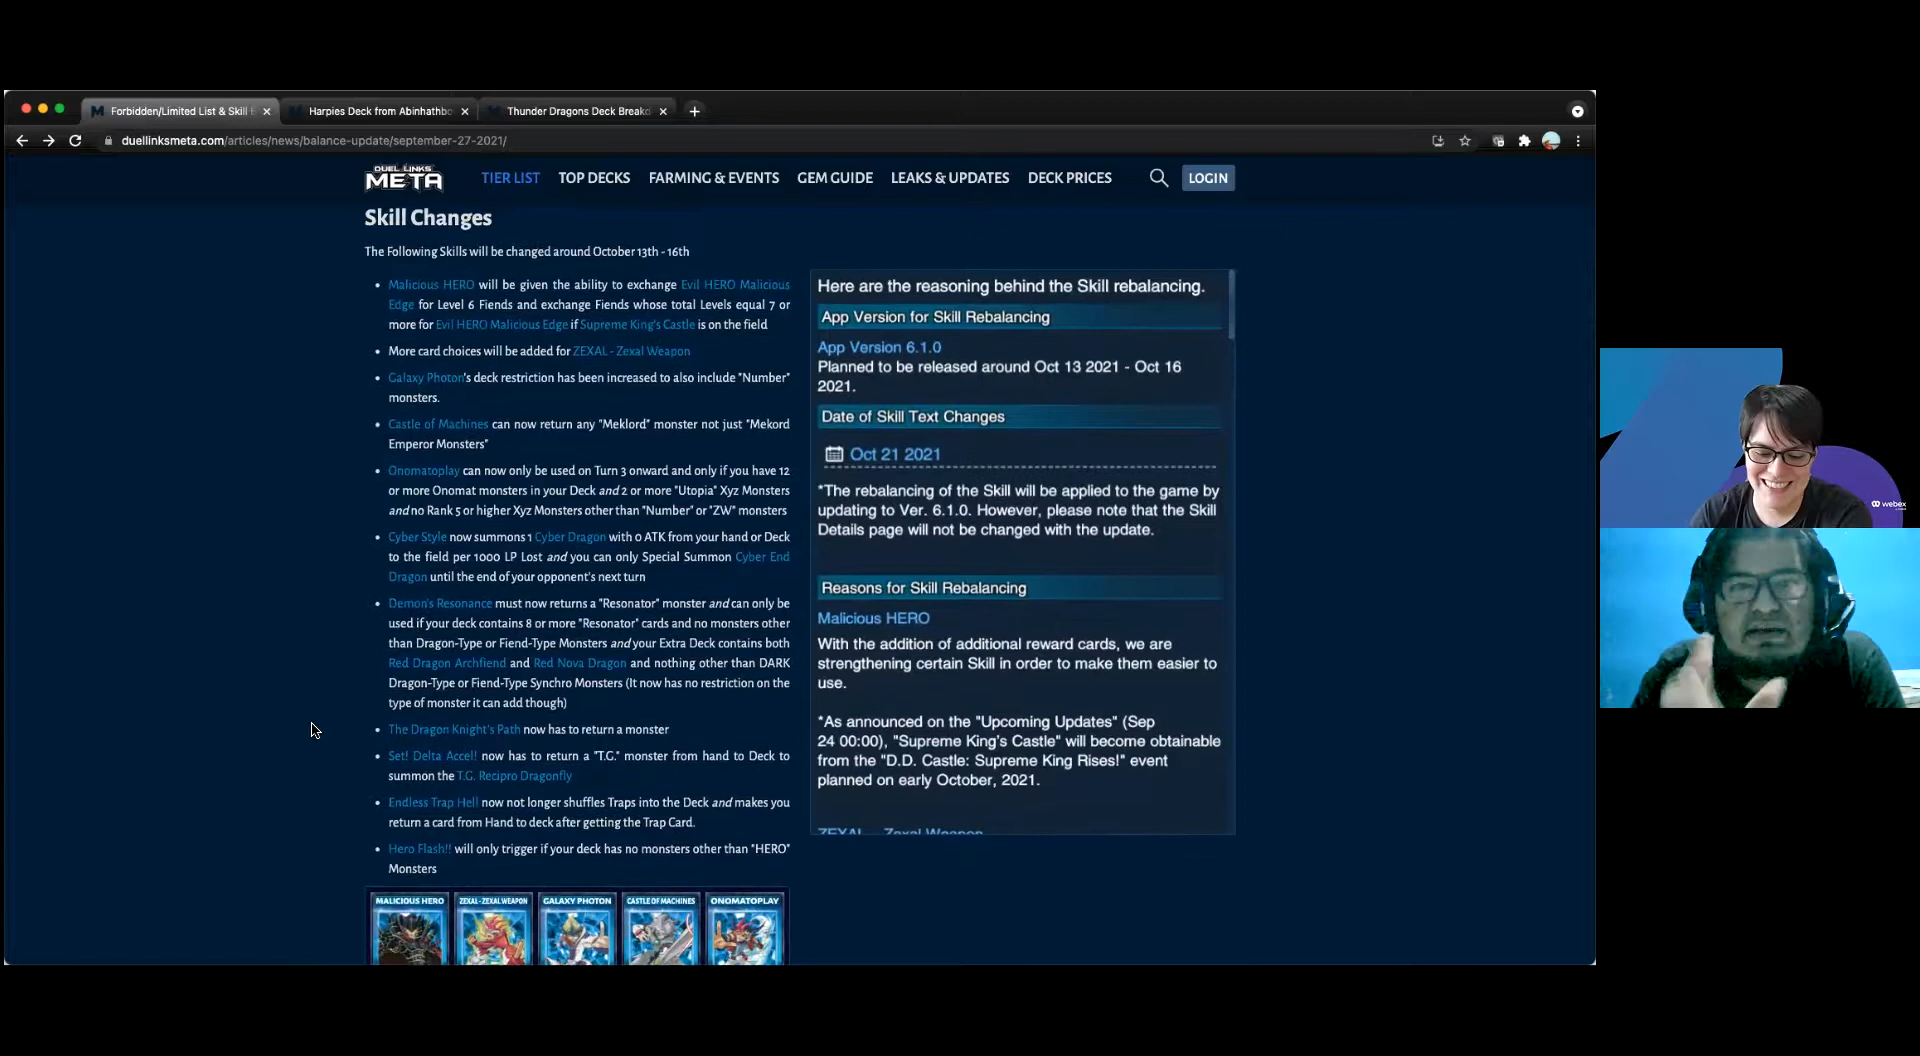 Forbidden/Limited List & Skill
Harpies Deck from Abinhathbo
Thunder Dragons Deck Break
duellinksmeta.com/articles/news/balance-update/september-27-2021/
DUEL LINKS
META
TIER LIST
TOP DECKS
FARMING & EVENTS
GEM GUIDE
LEAKS & UPDATES
DECK PRICES
LOGIN
Skill Changes
The Following Skills will be changed around October 13th - 16th
Malicious HERO will be given the ability to exchange Evil HERO Malicious
Edge for Level 6 Fiends and exchange Fiends whose total Levels equal 7 or
more for Evil HERO Malicious Edge if Supreme King's Castle is on the field
More card choices will be added for ZEXAL - Zexal Weapon
Galaxy Photon's deck restriction has been increased to also include "Number"
monsters.
Castle of Machines can now return any "Meklord" monster not just "Mekord
Emperor Monsters"
Onomatoplay can now only be used on Turn 3 onward and only if you have 12
or more Onomat monsters in your Deck and 2 or more "Utopia" Xyz Monsters
and no Rank 5 or higher Xyz Monsters other than "Number" or "ZW" monsters
Cyber Style now summons 1 Cyber Dragon with 0 ATK from your hand or Deck
to the field per 1000 LP Lost and you can only Special Summon Cyber End
Dragon until the end of your opponent's next turn
Demon's Resonance must now returns a "Resonator" monster and can only be
used if your deck contains 8 or more "Resonator" cards and no monsters other
than Dragon-Type or Fiend-Type Monsters and your Extra Deck contains both
Red Dragon Archfiend and Red Nova Dragon and nothing other than DARK
Dragon-Type or Fiend-Type Synchro Monsters (It now has no restriction on the
type of monster it can add though)
The Dragon Knight's Path now has to return a monster
Set! Delta Accel! now has to return a "T.G." monster from hand to Deck to
summon the T.G. Recipro Dragonfly
Endless Trap Hell now not longer shuffles Traps into the Deck and makes you
return a card from Hand to deck after getting the Trap Card.
Hero Flash!! will only trigger if your deck has no monsters other than "HERO"
Monsters
MALICIOUS HERO
ZEXAL - ZEXAL WEAPON
GALAXY PHOTON
CASTLE OF MACHINES
ONOMATOPLAY
Here are the reasoning behind the Skill rebalancing.
App Version for Skill Rebalancing
App Version 6.1.0
Planned to be released around Oct 13 2021 - Oct 16
2021.
Date of Skill Text Changes
Oct 21 2021
*The rebalancing of the Skill will be applied to the game by
updating to Ver. 6.1.0. However, please note that the Skill
Details page will not be changed with the update.
Reasons for Skill Rebalancing
Malicious HERO
With the addition of additional reward cards, we are
strengthening certain Skill in order to make them easier to
use.
*As announced on the "Upcoming Updates" (Sep
24 00:00), "Supreme King's Castle" will become obtainable
from the "D.D. Castle: Supreme King Rises!" event
planned on early October, 2021.
ZEXAL - Zexal Weapon
webex